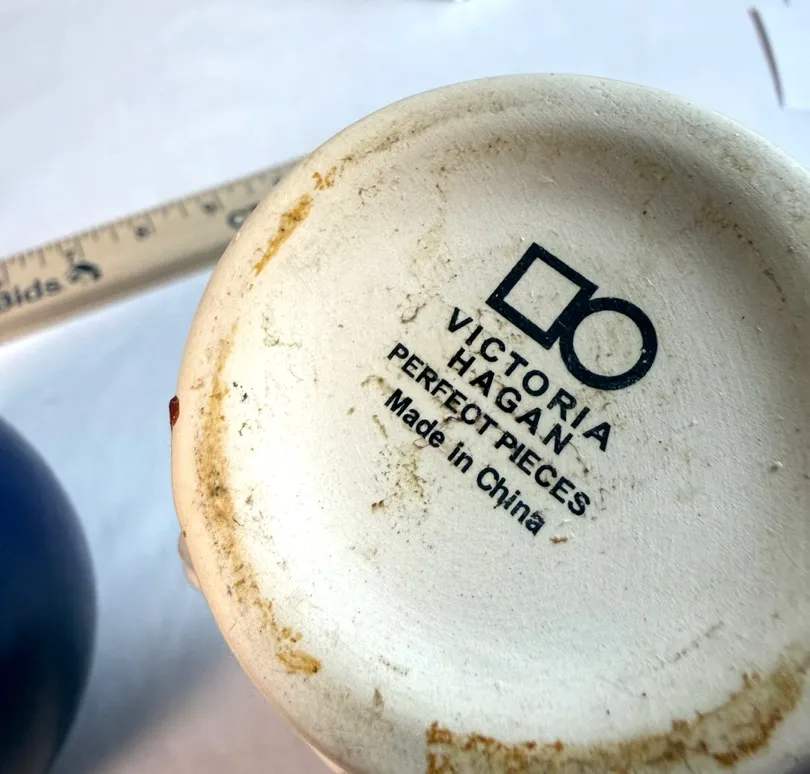 VICTORIA
HAGAN
PERFECT PIECES
Made in China